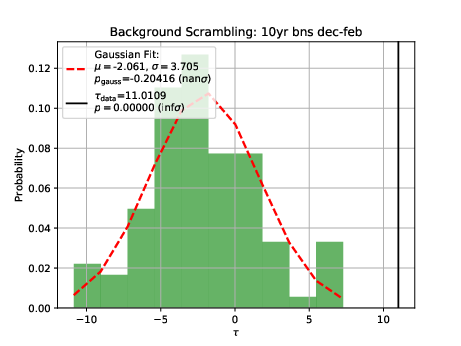 Background Scrambling: 10yr bns dec-feb
Gaussian Fit:
μ=-2.061, σ=3.705
p_gauss=-0.20416 (nanσ)
τ_data=11.0109
p=0.00000 (infσ)
Probability
0.12
0.10
0.08
0.06
0.04
0.02
0.00
−10 −5 0 5 10
τ